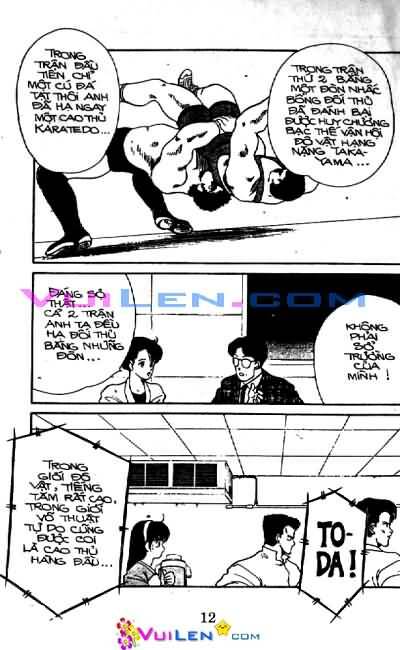 TRONG
TRẬN ĐẤU
TIÊN CHỈ
MỘT CÚ ĐÁ
TẠT THÔI ANH
ĐÃ HẠ NGAY
MỘT CAO THỦ
KARATEDO...
TRONG TRẬN
THỨ 2 BẰNG
MỘT ĐÒN NHẤC
BỔNG ĐỐI THỦ
ĐÃ ĐÁNH BẠI
ĐƯỢC HUY CHƯƠNG
BẠC THẾ VẬN HỘI
ĐÔ VẬT HẠNG
NẶNG TAKA-
YAMA...
ĐÁNG SỢ
THẬT...
CẢ 2 TRẬN
ANH TA ĐỀU
HẠ ĐỐI THỦ
BẰNG NHỮNG
ĐÒN...
KHÔNG
PHẢI
SỞ
TRƯỜNG
CỦA
MÌNH!
VUILEN.COM
TRONG
GIỚI ĐÔ
VẬT, TIẾNG
TĂM RẤT CAO,
TRONG GIỚI
VÕ THUẬT
TỰ DO CŨNG
ĐƯỢC COI
LÀ CAO THỦ
HÀNG ĐẦU...
TO-
DA!
12
VUILEN.COM